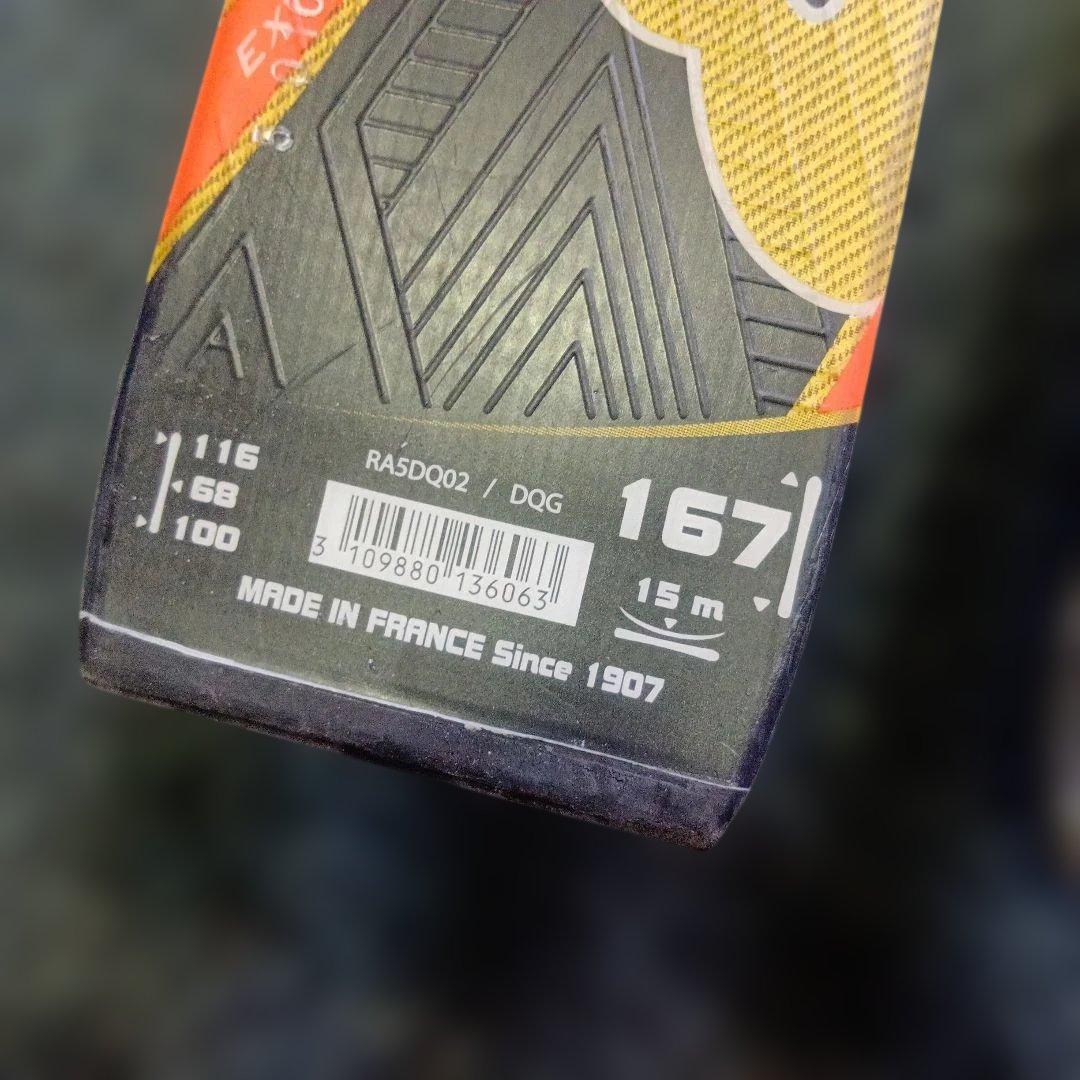 A
116
68
100
RA5DQ02 / DQG
3 109880 136063
167
15 m
MADE IN FRANCE Since 1907